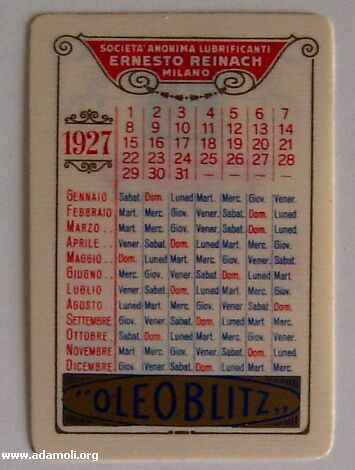 SOCIETA' ANONIMA LUBRIFICANTI
ERNESTO REINACH
MILANO
1927
1 2 3 4 5 6 7
8 9 10 11 12 13 14
15 16 17 18 19 20 21
22 23 24 25 26 27 28
29 30 31 — — — —
GENNAIO Sabat. Dom. Luned Mart. Merc. Giov. Vener.
FEBBRAIO Mart. Merc. Giov. Vener. Sabat. Dom. Luned
MARZO .. Mart. Merc. Giov. Vener. Sabat. Dom. Luned
APRILE .. Vener. Sabat. Dom. Luned Mart. Merc. Giov.
MAGGIO .. Dom. Luned Mart. Merc. Giov. Vener. Sabat.
GIUGNO .. Merc. Giov. Vener. Sabat. Dom. Luned Mart.
LUGLIO .. Vener. Sabat. Dom. Luned Mart. Merc. Giov.
AGOSTO .. Luned Mart. Merc. Giov. Vener. Sabat. Dom.
SETTEMBRE Giov. Vener. Sabat. Dom. Luned Mart. Merc.
OTTOBRE .. Sabat. Dom. Luned Mart. Merc. Giov. Vener.
NOVEMBRE Mart. Merc. Giov. Vener. Sabat. Dom. Luned
DICEMBRE Giov. Vener. Sabat. Dom. Luned Mart. Merc.
"OLEOBLITZ"
www.adamoli.org